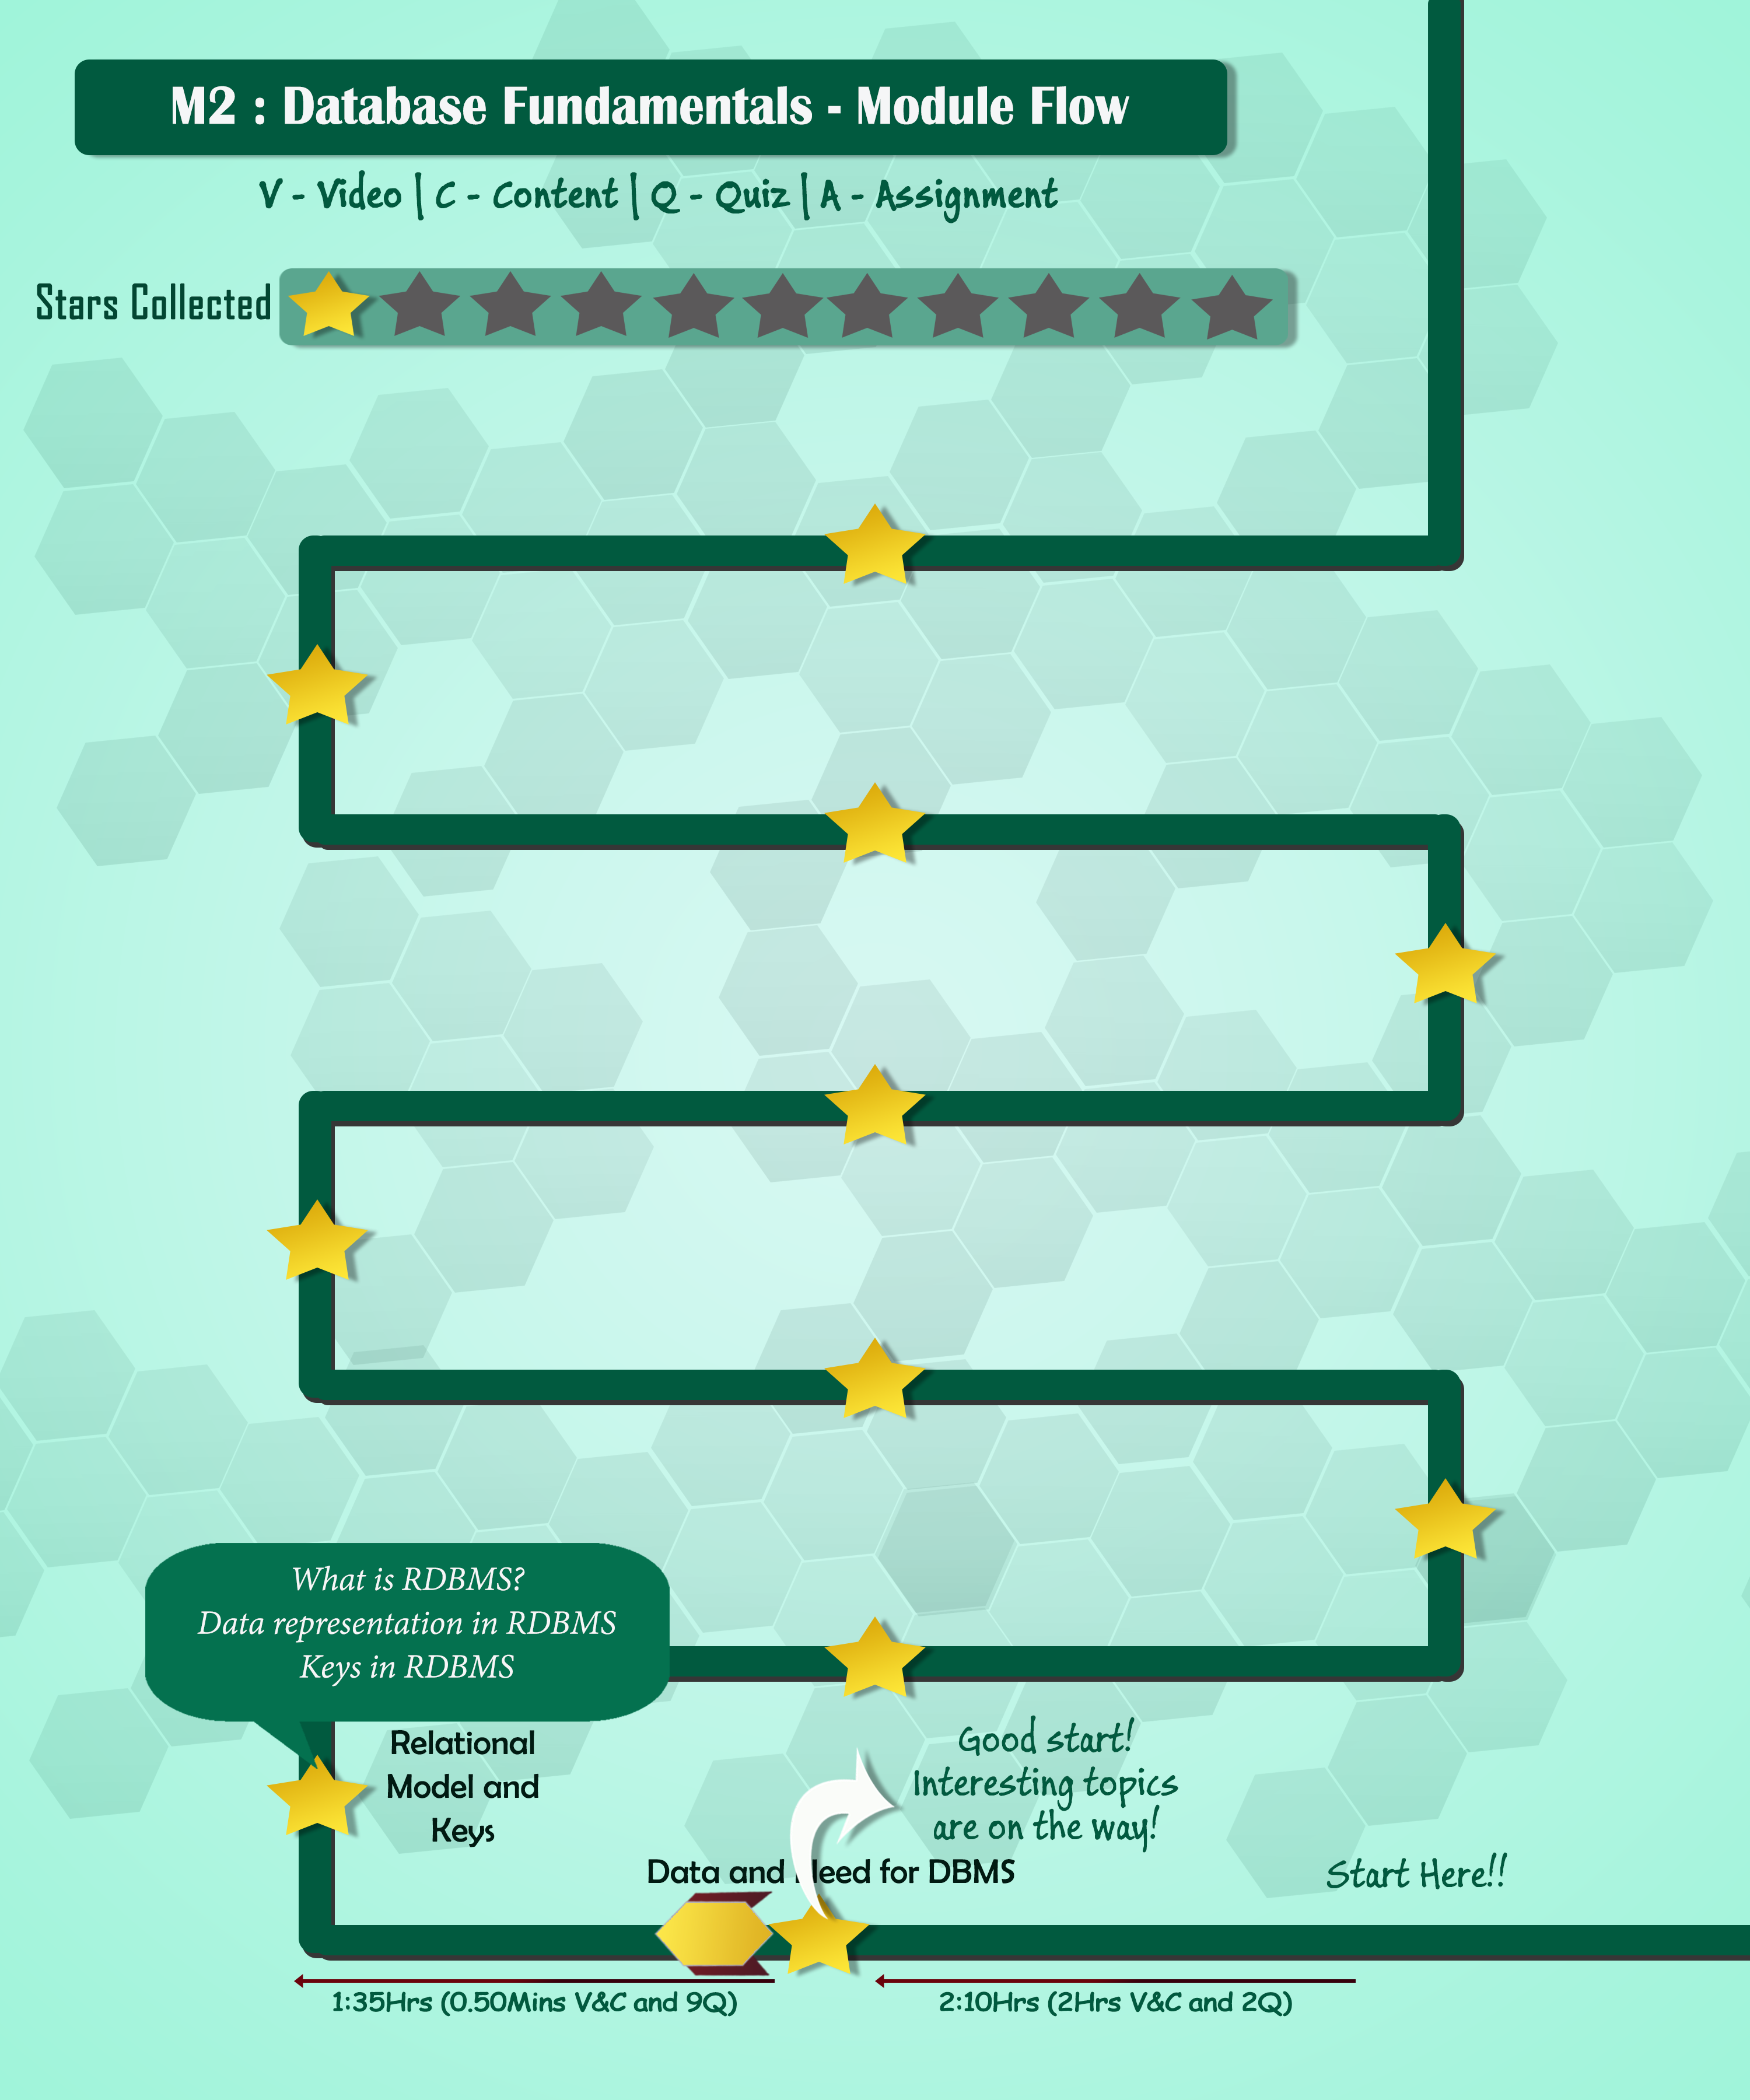 M2 : Database Fundamentals - Module Flow
V - Video | C - Content | Q - Quiz | A - Assignment
Stars Collected
What is RDBMS?
Data representation in RDBMS
Keys in RDBMS
Relational
Model and
Keys
Good start!
Interesting topics
are on the way!
Data and Need for DBMS
Start Here!!
1:35Hrs (0.50Mins V&C and 9Q)
2:10Hrs (2Hrs V&C and 2Q)